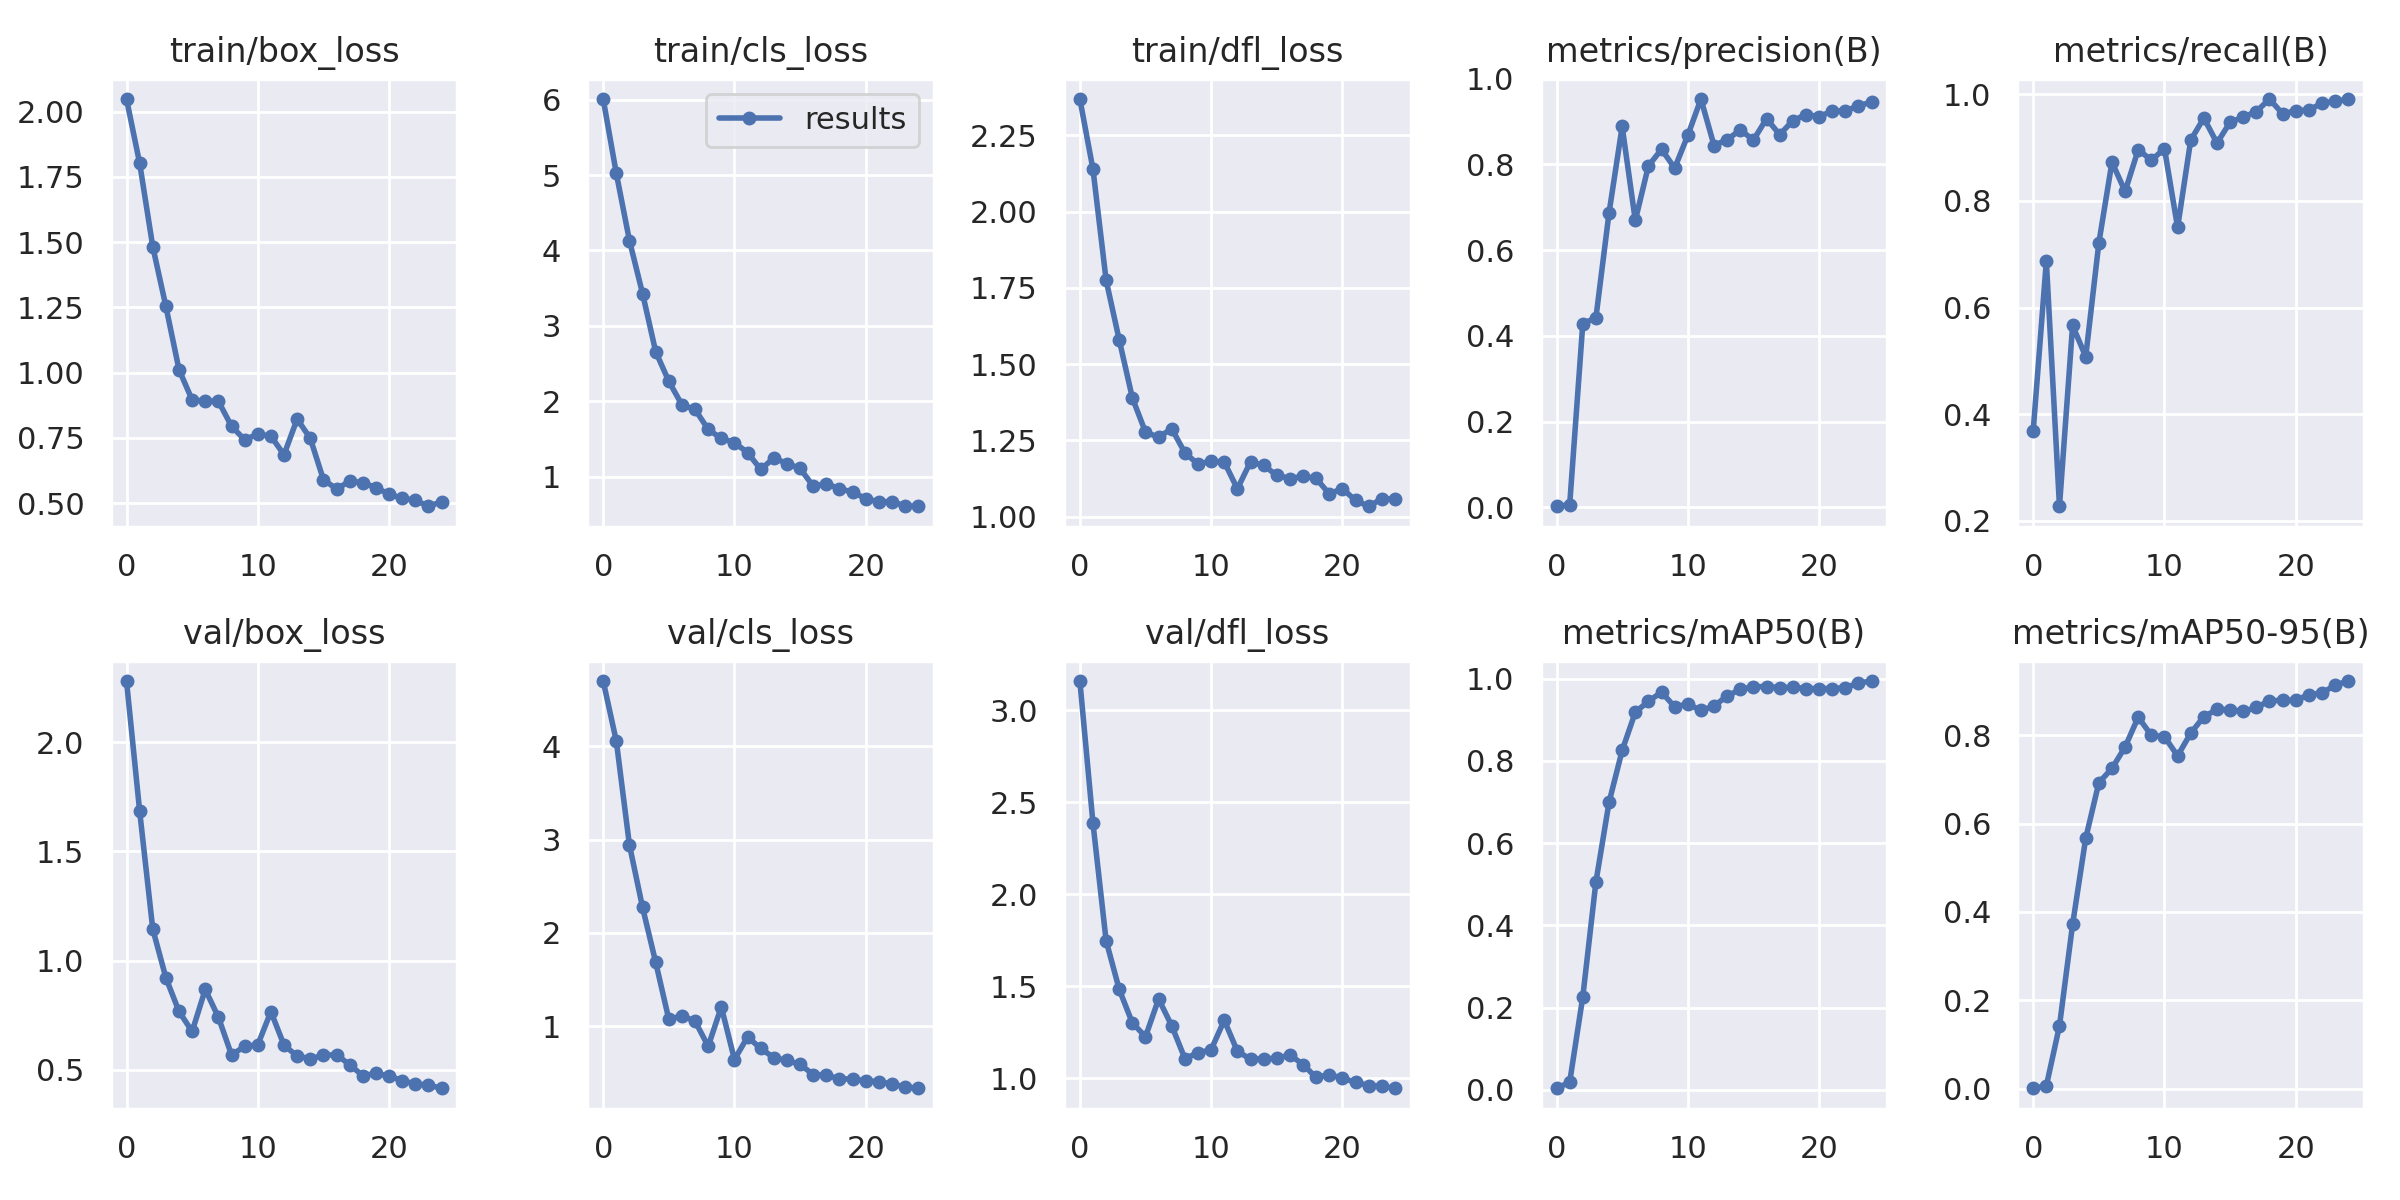 train/box_loss
2.00
1.75
1.50
1.25
1.00
0.75
0.50
0 10 20
train/cls_loss
results
6
5
4
3
2
1
0 10 20
train/dfl_loss
2.25
2.00
1.75
1.50
1.25
1.00
0 10 20
metrics/precision(B)
1.0
0.8
0.6
0.4
0.2
0.0
0 10 20
metrics/recall(B)
1.0
0.8
0.6
0.4
0.2
0 10 20
val/box_loss
2.0
1.5
1.0
0.5
0 10 20
val/cls_loss
4
3
2
1
0 10 20
val/dfl_loss
3.0
2.5
2.0
1.5
1.0
0 10 20
metrics/mAP50(B)
1.0
0.8
0.6
0.4
0.2
0.0
0 10 20
metrics/mAP50-95(B)
0.8
0.6
0.4
0.2
0.0
0 10 20